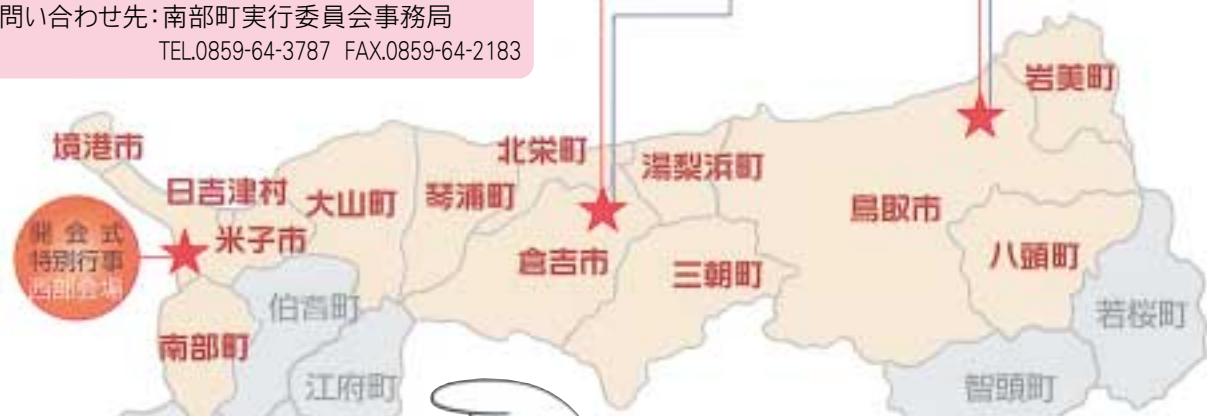 問い合わせ先：南部町実行委員会事務局
TEL.0859-64-3787 FAX.0859-64-2183
岩美町
境港市
北栄町
湯梨浜町
日吉津村
大山町
琴浦町
鳥取市
開会式
特別行事
西部会場
米子市
倉吉市
三朝町
八頭町
伯耆町
若桜町
南部町
江府町
智頭町